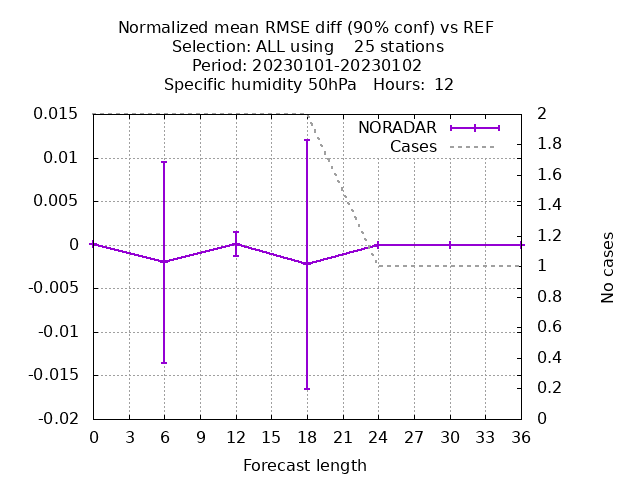 Normalized mean RMSE diff (90% conf) vs REF
Selection: ALL using    25 stations
Period: 20230101-20230102
Specific humidity 50hPa   Hours:  12
NORADAR
Cases
0.015
0.01
0.005
0
-0.005
-0.01
-0.015
-0.02
2
1.8
1.6
1.4
1.2
1
0.8
0.6
0.4
0.2
0
No cases
0 3 6 9 12 15 18 21 24 27 30 33 36
Forecast length